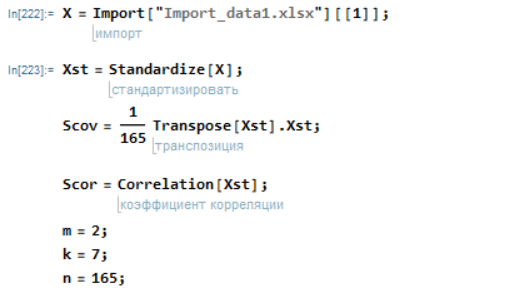 In[222]:= X = Import["Import_data1.xlsx"][[1]];
импорт
In[223]:= Xst = Standardize[X];
стандартизировать
Scov = 1/165 Transpose[Xst].Xst;
транспозиция
Scor = Correlation[Xst];
коэффициент корреляции
m = 2;
k = 7;
n = 165;